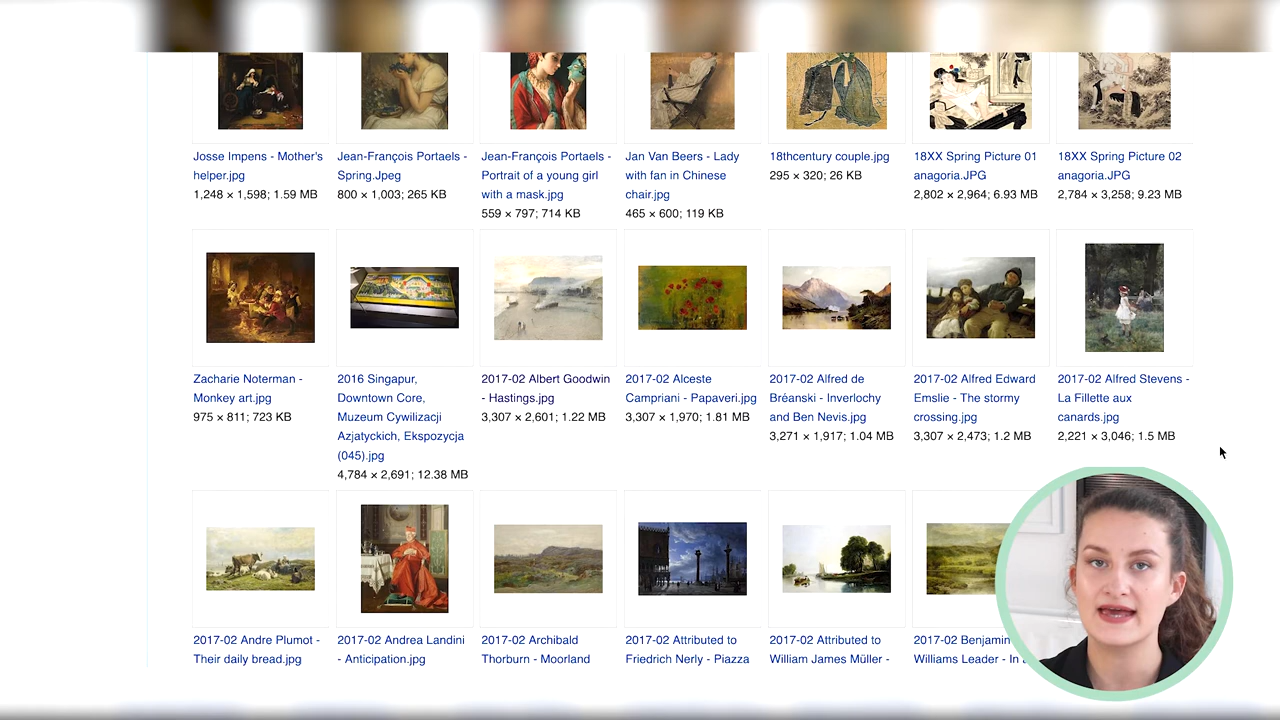 Josse Impens - Mother's
helper.jpg
1,248 × 1,598; 1.59 MB
Jean-François Portaels -
Spring.Jpeg
800 × 1,003; 265 KB
Jean-François Portaels -
Portrait of a young girl
with a mask.jpg
559 × 797; 714 KB
Jan Van Beers - Lady
with fan in Chinese
chair.jpg
465 × 600; 119 KB
18thcentury couple.jpg
295 × 320; 26 KB
18XX Spring Picture 01
anagoria.JPG
2,802 × 2,964; 6.93 MB
18XX Spring Picture 02
anagoria.JPG
2,784 × 3,258; 9.23 MB
Zacharie Noterman -
Monkey art.jpg
975 × 811; 723 KB
2016 Singapur,
Downtown Core,
Muzeum Cywilizacji
Azjatyckich, Ekspozycja
(045).jpg
4,784 × 2,691; 12.38 MB
2017-02 Albert Goodwin
- Hastings.jpg
3,307 × 2,601; 1.22 MB
2017-02 Alceste
Campriani - Papaveri.jpg
3,307 × 1,970; 1.81 MB
2017-02 Alfred de
Bréanski - Inverlochy
and Ben Nevis.jpg
3,271 × 1,917; 1.04 MB
2017-02 Alfred Edward
Emslie - The stormy
crossing.jpg
3,307 × 2,473; 1.2 MB
2017-02 Alfred Stevens -
La Fillette aux
canards.jpg
2,221 × 3,046; 1.5 MB
2017-02 Andre Plumot -
Their daily bread.jpg
2017-02 Andrea Landini
- Anticipation.jpg
2017-02 Archibald
Thorburn - Moorland
2017-02 Attributed to
Friedrich Nerly - Piazza
2017-02 Attributed to
William James Müller -
2017-02 Benjamin
Williams Leader - In